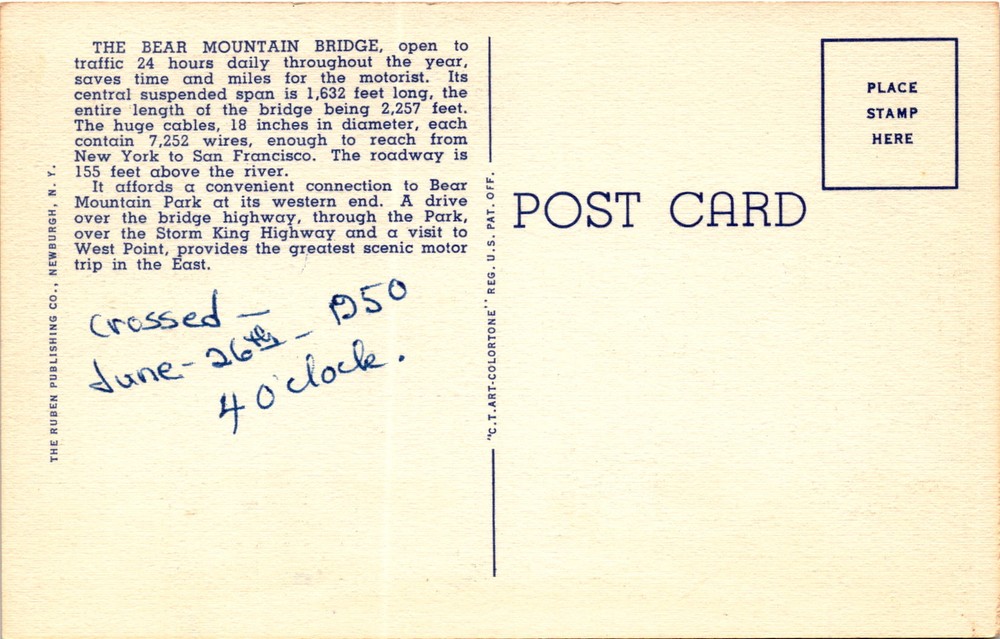 THE BEAR MOUNTAIN BRIDGE, open to
traffic 24 hours daily throughout the year,
saves time and miles for the motorist. Its
central suspended span is 1,632 feet long, the
entire length of the bridge being 2,257 feet.
The huge cables, 18 inches in diameter, each
contain 7,252 wires, enough to reach from
New York to San Francisco. The roadway is
155 feet above the river.
It affords a convenient connection to Bear
Mountain Park at its western end. A drive
over the bridge highway, through the Park,
over the Storm King Highway and a visit to
West Point, provides the greatest scenic motor
trip in the East.
crossed -
June - 26th - 1950
4 O'clock.
THE RUBEN PUBLISHING CO., NEWBURGH, N. Y.
"C.T.ART-COLORTONE" REG. U.S. PAT. OFF.
POST CARD
PLACE
STAMP
HERE